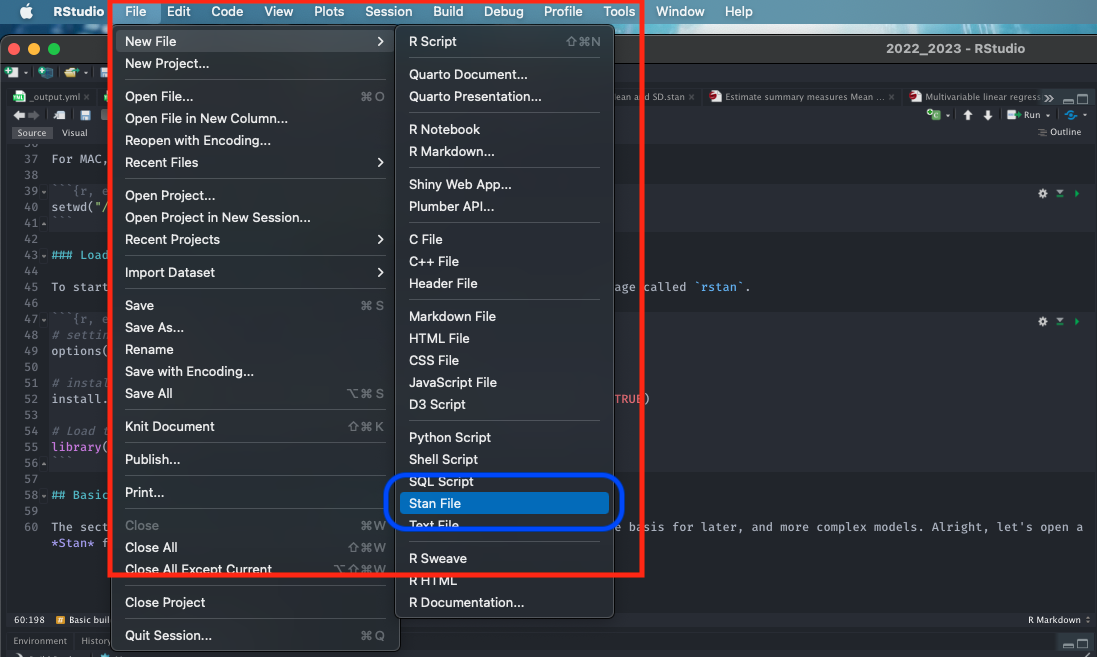 RStudio File Edit Code View Plots Session Build Debug Profile Tools Window Help
2022_2023 - RStudio
_output.yml
ean and SD.stan
Estimate summary measures Mean ...
Multivariable linear regress
Run
Source Visual
Outline
New File
New Project...
Open File... ⌘O
Open File in New Column...
Reopen with Encoding...
Recent Files
Open Project...
Open Project in New Session...
Recent Projects
Import Dataset
Save ⌘S
Save As...
Rename
Save with Encoding...
Save All ⌥⌘S
Knit Document ⇧⌘K
Publish...
Print...
Close ⌘W
Close All ⇧⌘W
Close All Except Current ⌥⇧⌘W
Close Project
Quit Session... ⌘Q
R Script ⇧⌘N
Quarto Document...
Quarto Presentation...
R Notebook
R Markdown...
Shiny Web App...
Plumber API...
C File
C++ File
Header File
Markdown File
HTML File
CSS File
JavaScript File
D3 Script
Python Script
Shell Script
SQL Script
Stan File
Text File
R Sweave
R HTML
R Documentation...
36
37 For MAC,
38
39 ```{r, e
40 setwd("/
41 ```
42
43 ### Load
44
45 To start age called `rstan`.
46
47 ```{r, e
48 # settin
49 options(
50
51 # instal
52 install. TRUE)
53
54 # Load t
55 library(
56 ```
57
58 ## Basic
59
60 The sect e basis for later, and more complex models. Alright, let's open a
*Stan* f
60:198 # Basic buil R Markdown
Environment History